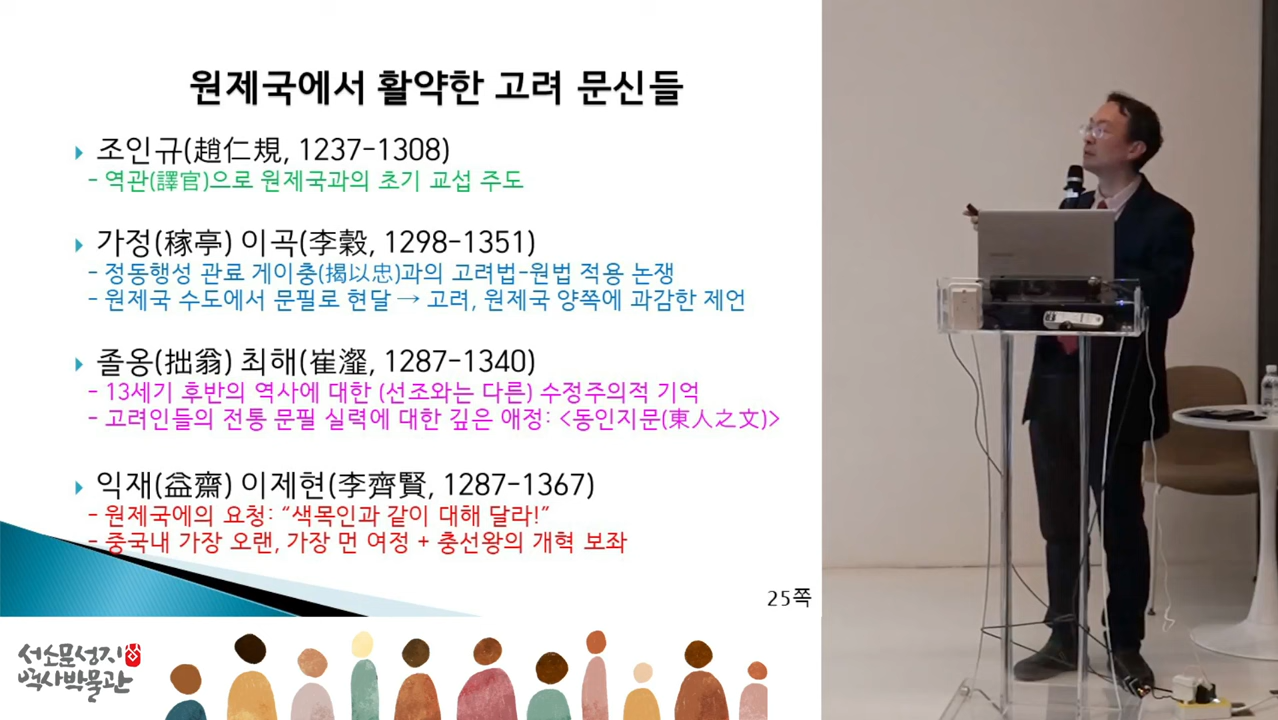 원제국에서 활약한 고려 문신들
조인규(趙仁規, 1237-1308)
- 역관(譯官)으로 원제국과의 초기 교섭 주도
가정(稼亭) 이곡(李穀, 1298-1351)
- 정동행성 관료 게이충(揭以忠)과의 고려법-원법 적용 논쟁
- 원제국 수도에서 문필로 현달 → 고려, 원제국 양쪽에 과감한 제언
졸옹(拙翁) 최해(崔瀣, 1287-1340)
- 13세기 후반의 역사에 대한 (선조와는 다른) 수정주의적 기억
- 고려인들의 전통 문필 실력에 대한 깊은 애정: <동인지문(東人之文)>
익재(益齋) 이제현(李齊賢, 1287-1367)
- 원제국에의 요청: “색목인과 같이 대해 달라!”
- 중국내 가장 오랜, 가장 먼 여정 + 충선왕의 개혁 보좌
25쪽
서소문성지
역사박물관